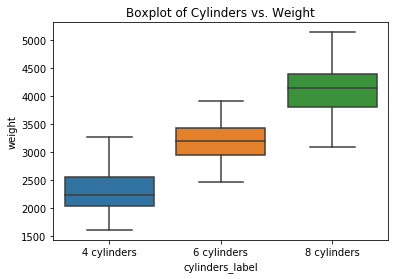 Boxplot of Cylinders vs. Weight
5000
4500
4000
3500
3000
2500
2000
1500
weight
4 cylinders
6 cylinders
8 cylinders
cylinders_label